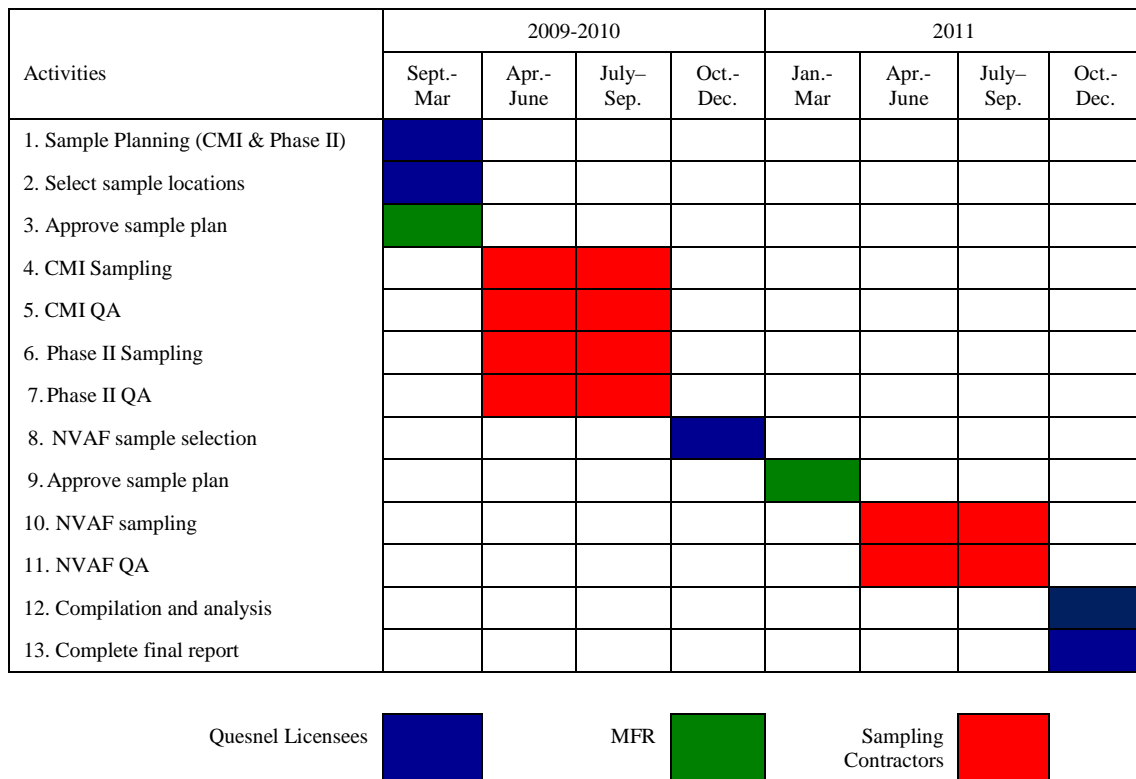 2009-2010 2011
Activities Sept.- Apr.- July– Oct.- Jan.- Apr.- July– Oct.-
Mar June Sep. Dec. Mar June Sep. Dec.
1. Sample Planning (CMI & Phase II)
2. Select sample locations
3. Approve sample plan
4. CMI Sampling
5. CMI QA
6. Phase II Sampling
7. Phase II QA
8. NVAF sample selection
9. Approve sample plan
10. NVAF sampling
11. NVAF QA
12. Compilation and analysis
13. Complete final report
Quesnel Licensees MFR Sampling
Contractors